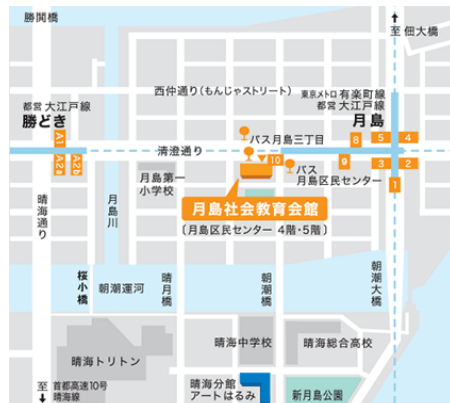 勝鬨橋
至 佃大橋
西仲通り(もんじゃストリート)
東京メトロ 有楽町線
都営 大江戸線
月島
都営 大江戸線
勝どき
バス月島三丁目
8
5
4
A1
清澄通り
10
9
3
2
A2a
A2b
月島第一
小学校
バス
月島区民センター
1
月島社会教育会館
〔月島区民センター 4階・5階〕
晴海通り
月島川
桜小橋
朝潮運河
晴月橋
朝潮橋
朝潮大橋
晴海トリトン
晴海中学校
晴海総合高校
至 首都高速10号
晴海線
晴海分館
アートはるみ
新月島公園